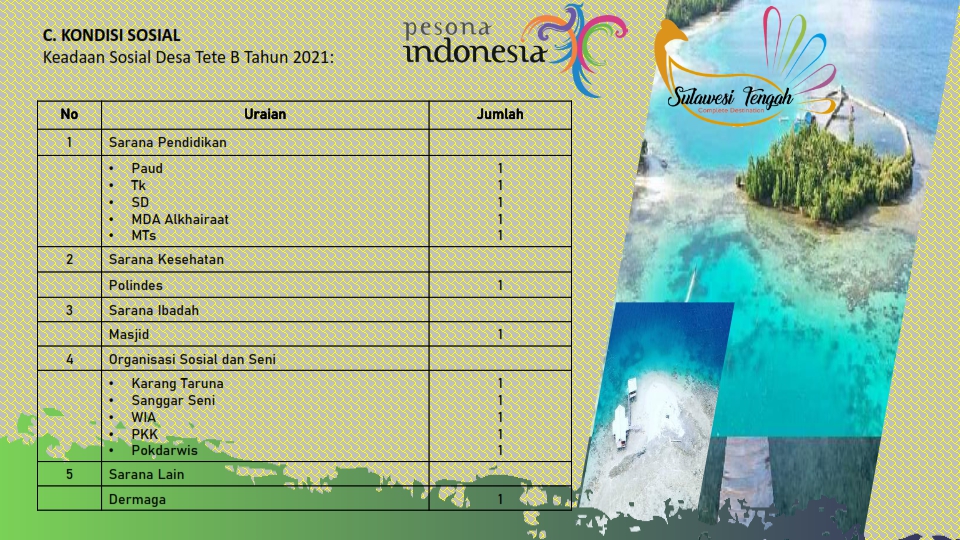 C. KONDISI SOSIAL
Keadaan Sosial Desa Tete B Tahun 2021:
pesona
indonesia
Sulawesi Tengah
Complete Destination
No Uraian Jumlah
1 Sarana Pendidikan
• Paud 1
• Tk 1
• SD 1
• MDA Alkhairaat 1
• MTs 1
2 Sarana Kesehatan
Polindes 1
3 Sarana Ibadah
Masjid 1
4 Organisasi Sosial dan Seni
• Karang Taruna 1
• Sanggar Seni 1
• WIA 1
• PKK 1
• Pokdarwis 1
5 Sarana Lain
Dermaga 1